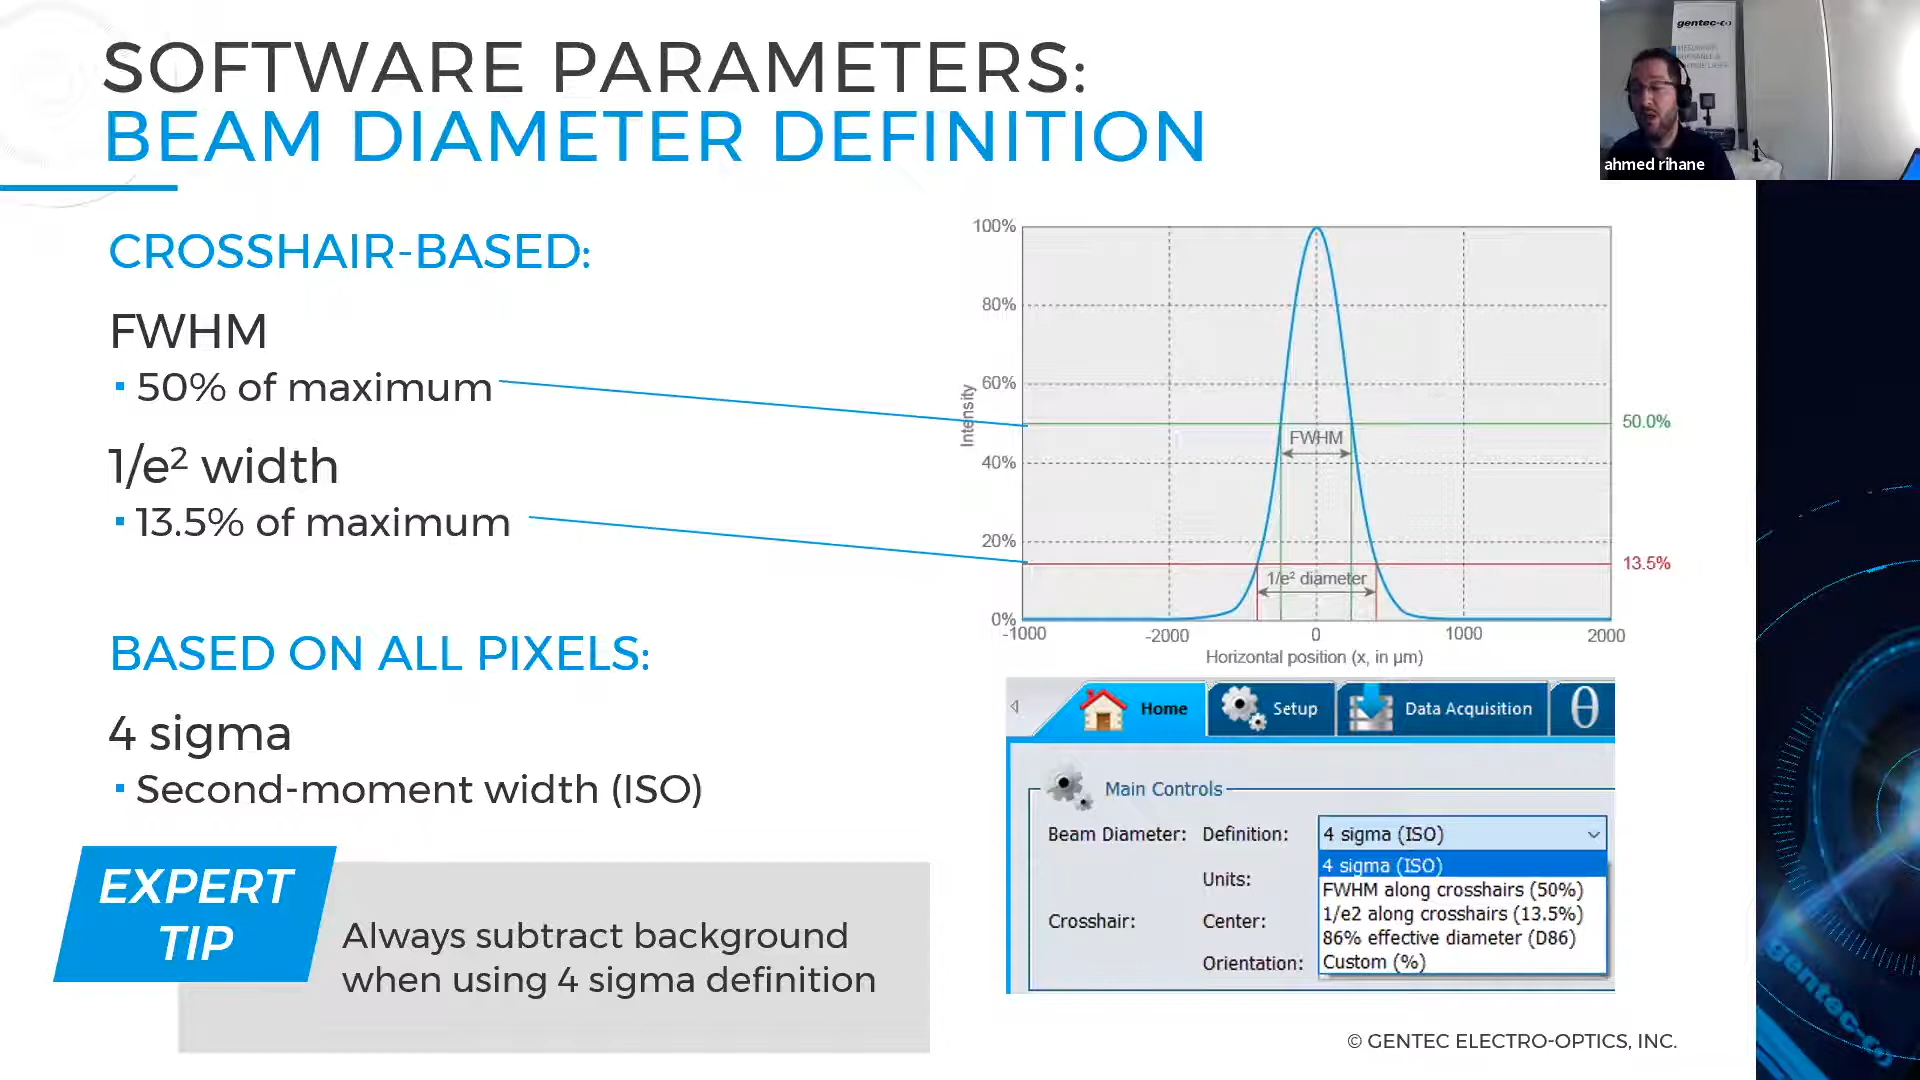 SOFTWARE PARAMETERS:
BEAM DIAMETER DEFINITION
gentec-eo
ahmed rihane
CROSSHAIR-BASED:
FWHM
▪ 50% of maximum
1/e² width
▪ 13.5% of maximum
BASED ON ALL PIXELS:
4 sigma
▪ Second-moment width (ISO)
EXPERT
TIP
Always subtract background
when using 4 sigma definition
100%
80%
60%
40%
20%
0%
Intensity
FWHM
1/e² diameter
50.0%
13.5%
-1000
-2000
0
1000
2000
Horizontal position (x, in µm)
Home
Setup
Data Acquisition
θ
Main Controls
Beam Diameter:
Definition:
4 sigma (ISO)
4 sigma (ISO)
Units:
FWHM along crosshairs (50%)
1/e2 along crosshairs (13.5%)
Crosshair:
Center:
86% effective diameter (D86)
Orientation:
Custom (%)
© GENTEC ELECTRO-OPTICS, INC.
gentec-eo